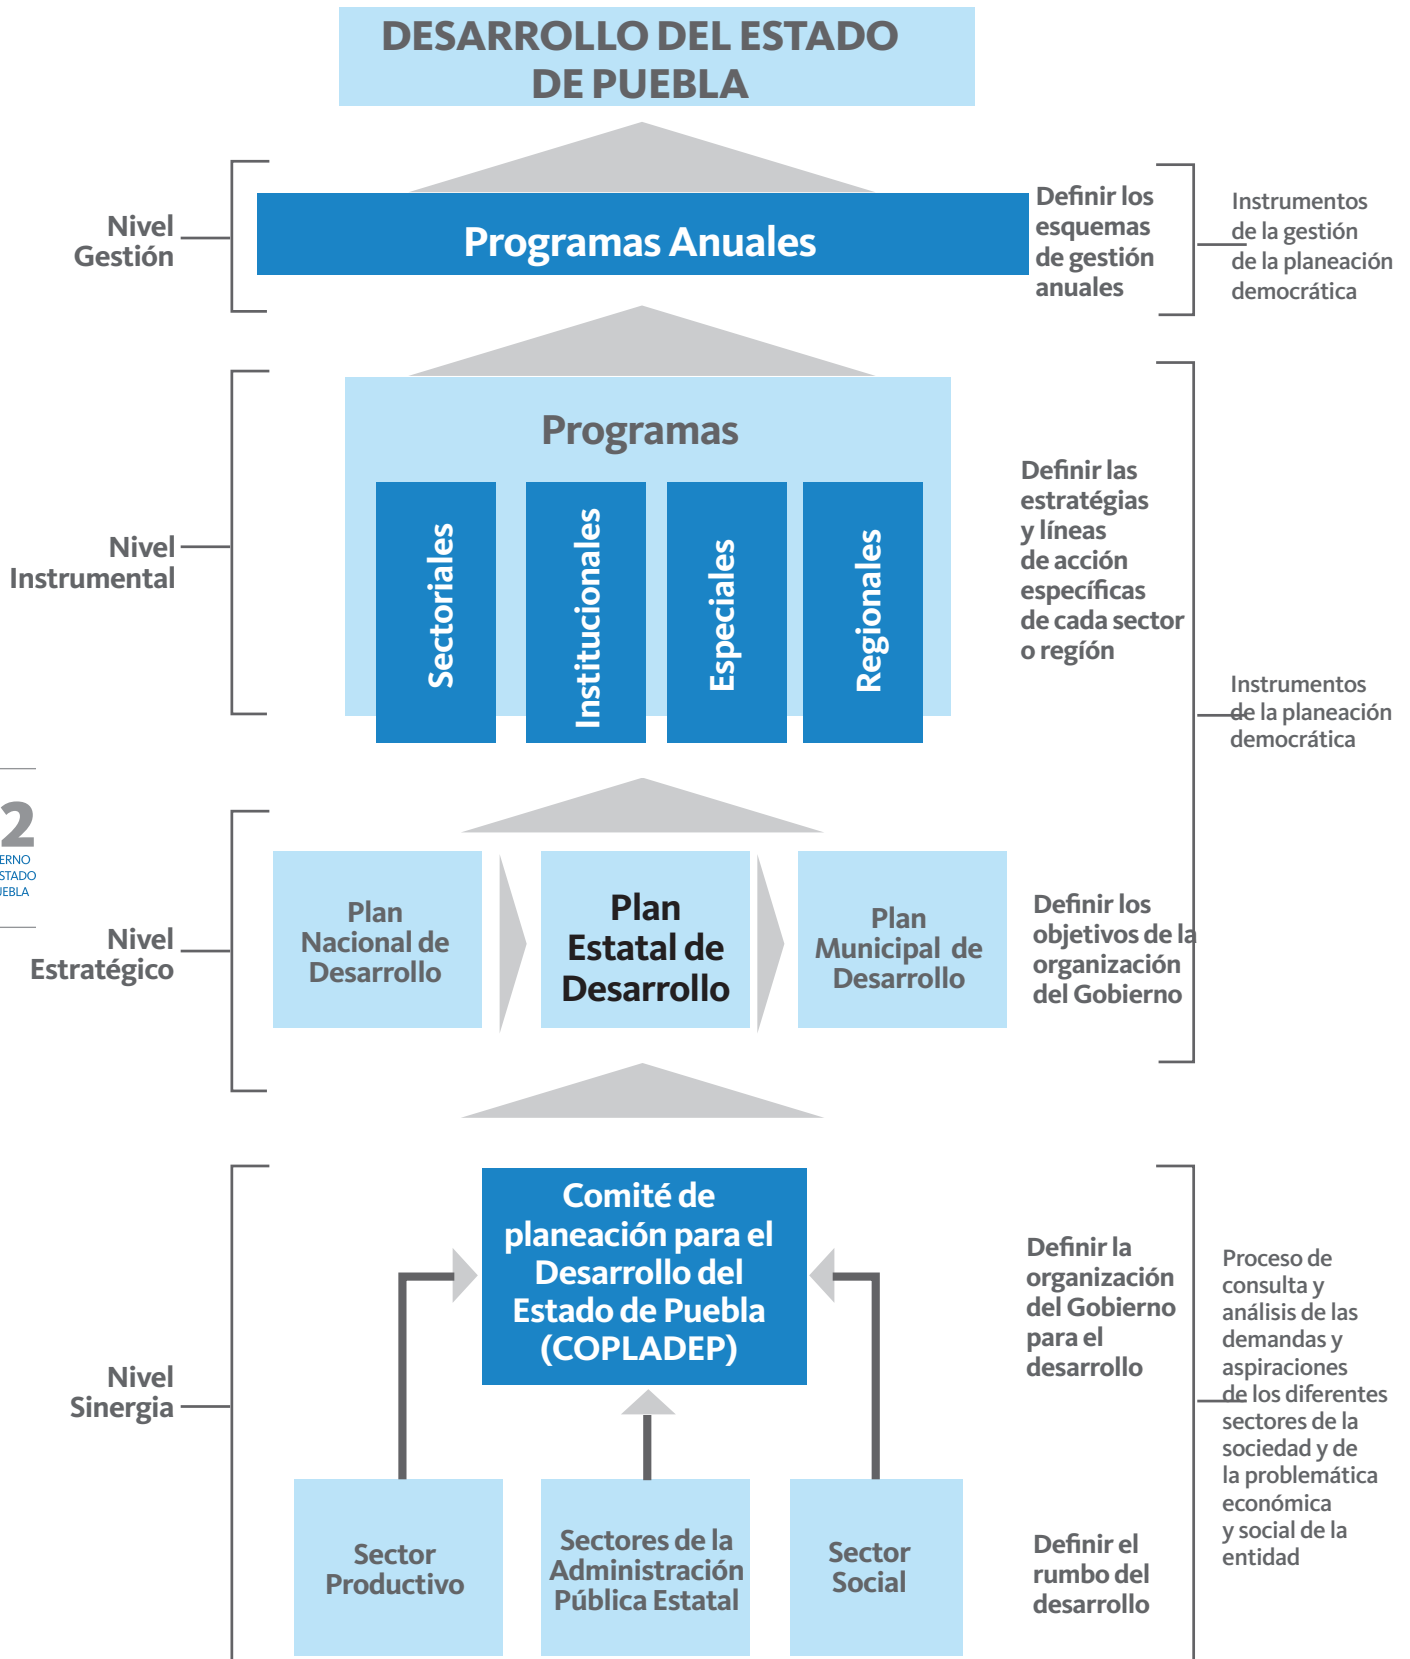 DESARROLLO DEL ESTADO
DE PUEBLA
Nivel
Gestión
Programas Anuales
Definir los
esquemas
de gestión
anuales
Instrumentos
de la gestión
de la planeación
democrática
Nivel
Instrumental
Programas
Sectoriales
Institucionales
Especiales
Regionales
Definir las
estratégias
y líneas
de acción
específicas
de cada sector
o regíón
Instrumentos
de la planeación
democrática
2
ERNO
STADO
UEBLA
Nivel
Estratégico
Plan
Nacional de
Desarrollo
Plan
Estatal de
Desarrollo
Plan
Municipal de
Desarrollo
Definir los
objetivos de la
organización
del Gobierno
Nivel
Sinergia
Comité de
planeación para el
Desarrollo del
Estado de Puebla
(COPLADEP)
Definir la
organización
del Gobierno
para el
desarrollo
Proceso de
consulta y
análisis de las
demandas y
aspiraciones
de los diferentes
sectores de la
sociedad y de
la problemática
económica
y social de la
entidad
Sector
Productivo
Sectores de la
Administración
Pública Estatal
Sector
Social
Definir el
rumbo del
desarrollo